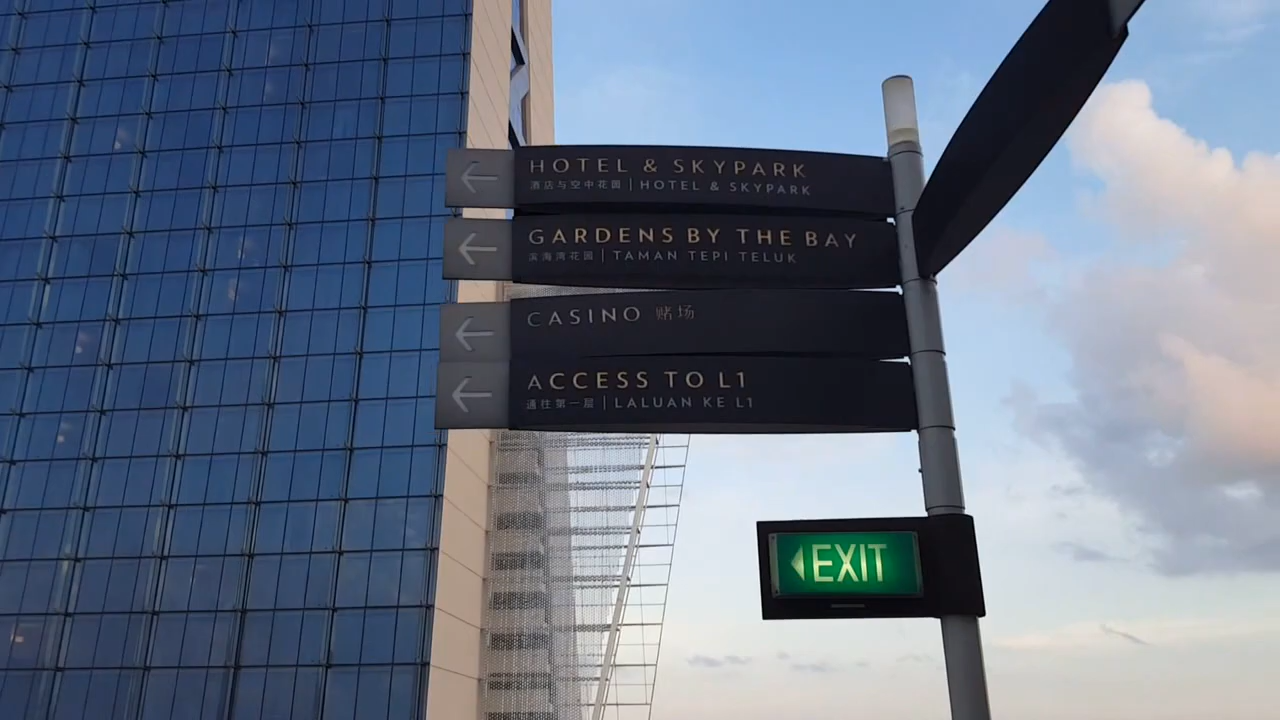 HOTEL & SKYPARK
酒店与空中花园 | HOTEL & SKYPARK
GARDENS BY THE BAY
滨海湾花园 | TAMAN TEPI TELUK
CASINO 赌场
ACCESS TO L1
通往第一层 | LALUAN KE L1
EXIT